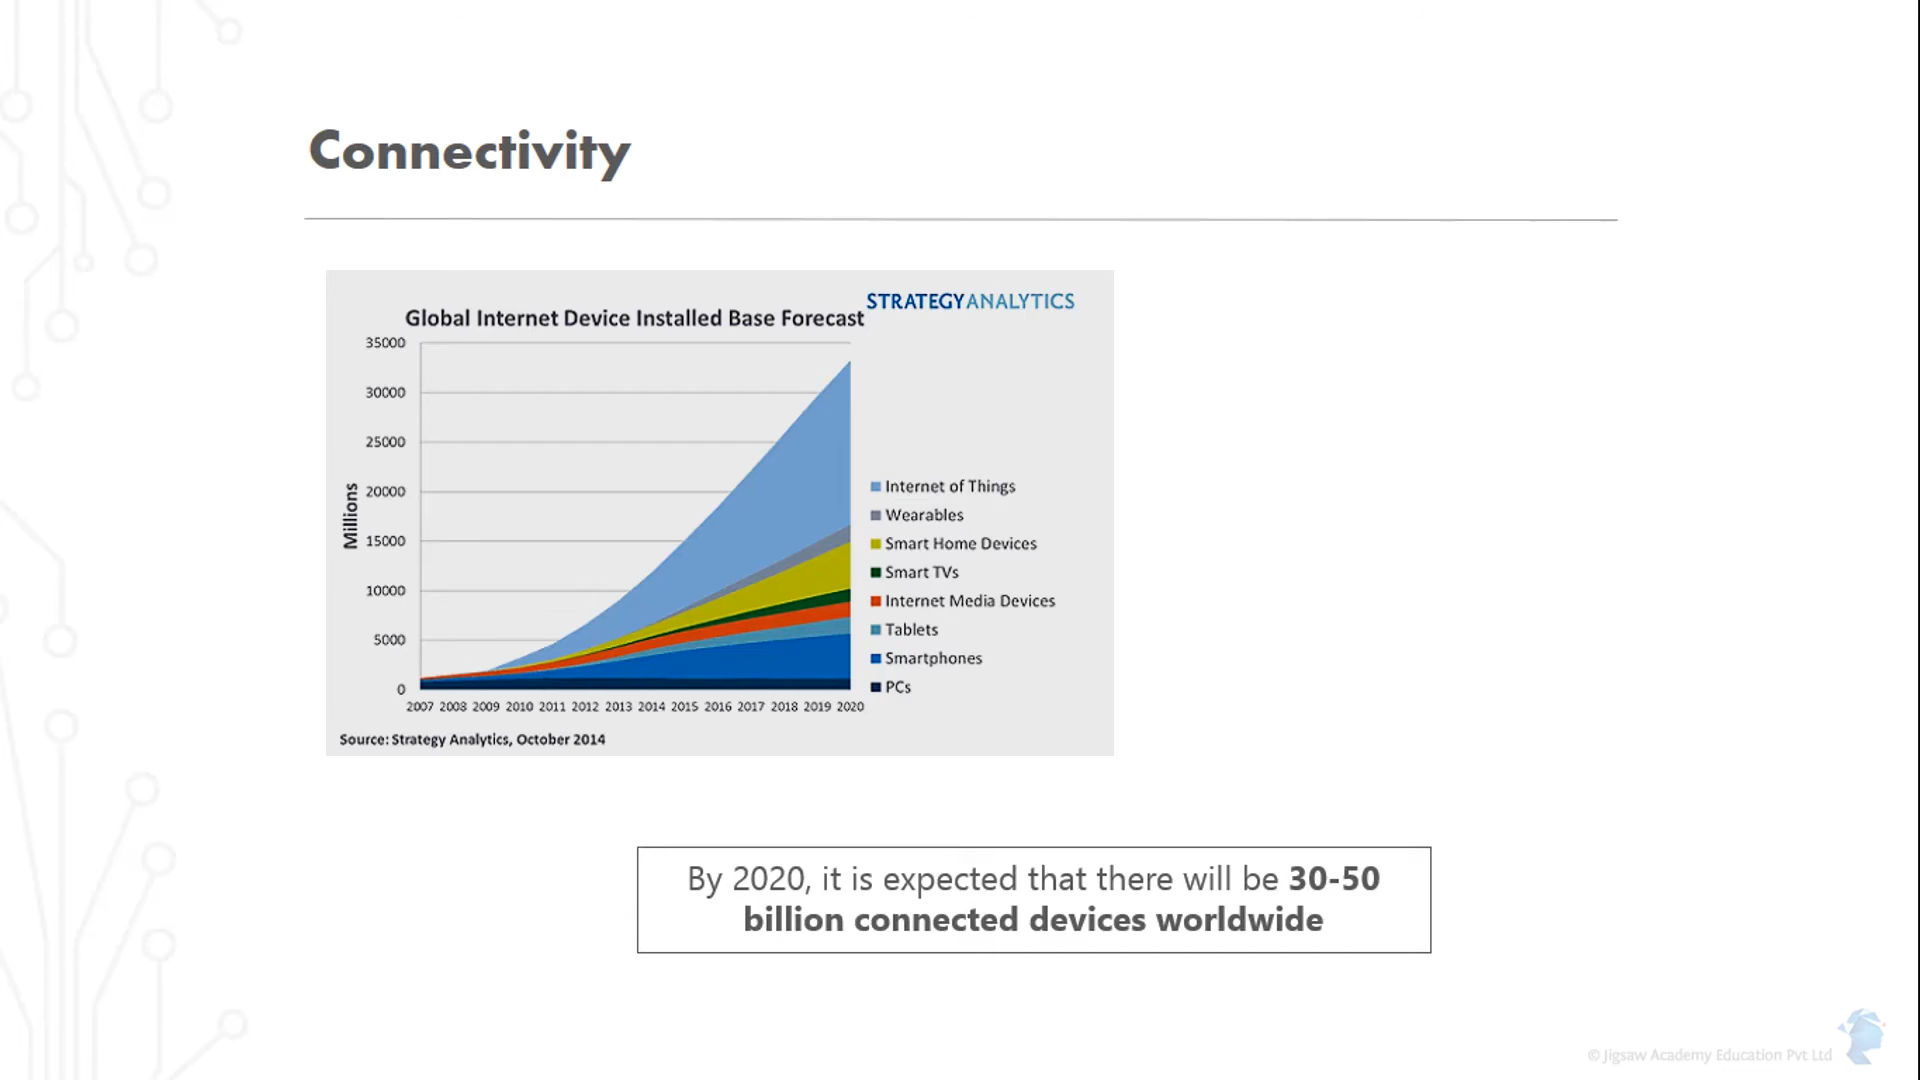 Connectivity
STRATEGYANALYTICS
Global Internet Device Installed Base Forecast
35000
30000
25000
20000
15000
10000
5000
0
Millions
2007 2008 2009 2010 2011 2012 2013 2014 2015 2016 2017 2018 2019 2020
Internet of Things
Wearables
Smart Home Devices
Smart TVs
Internet Media Devices
Tablets
Smartphones
PCs
Source: Strategy Analytics, October 2014
By 2020, it is expected that there will be 30-50
billion connected devices worldwide
© Jigsaw Academy Education Pvt Ltd